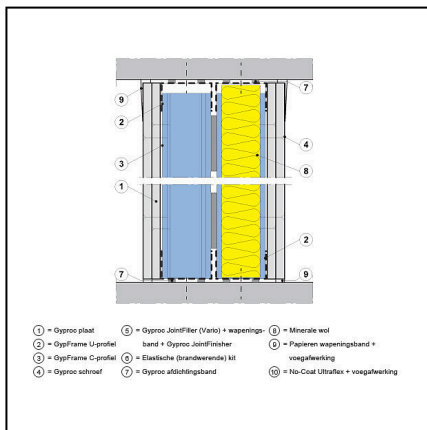 7
9
2
4
3
8
1
2
7
9
1 = Gyproc plaat
2 = GypFrame U-profiel
3 = GypFrame C-profiel
4 = Gyproc schroef
5 = Gyproc JointFiller (Vario) + wapenings-
band + Gyproc JointFinisher
6 = Elastische (brandwerende) kit
7 = Gyproc afdichtingsband
8 = Minerale wol
9 = Papieren wapeningsband +
voegafwerking
10 = No-Coat Ultraflex + voegafwerking